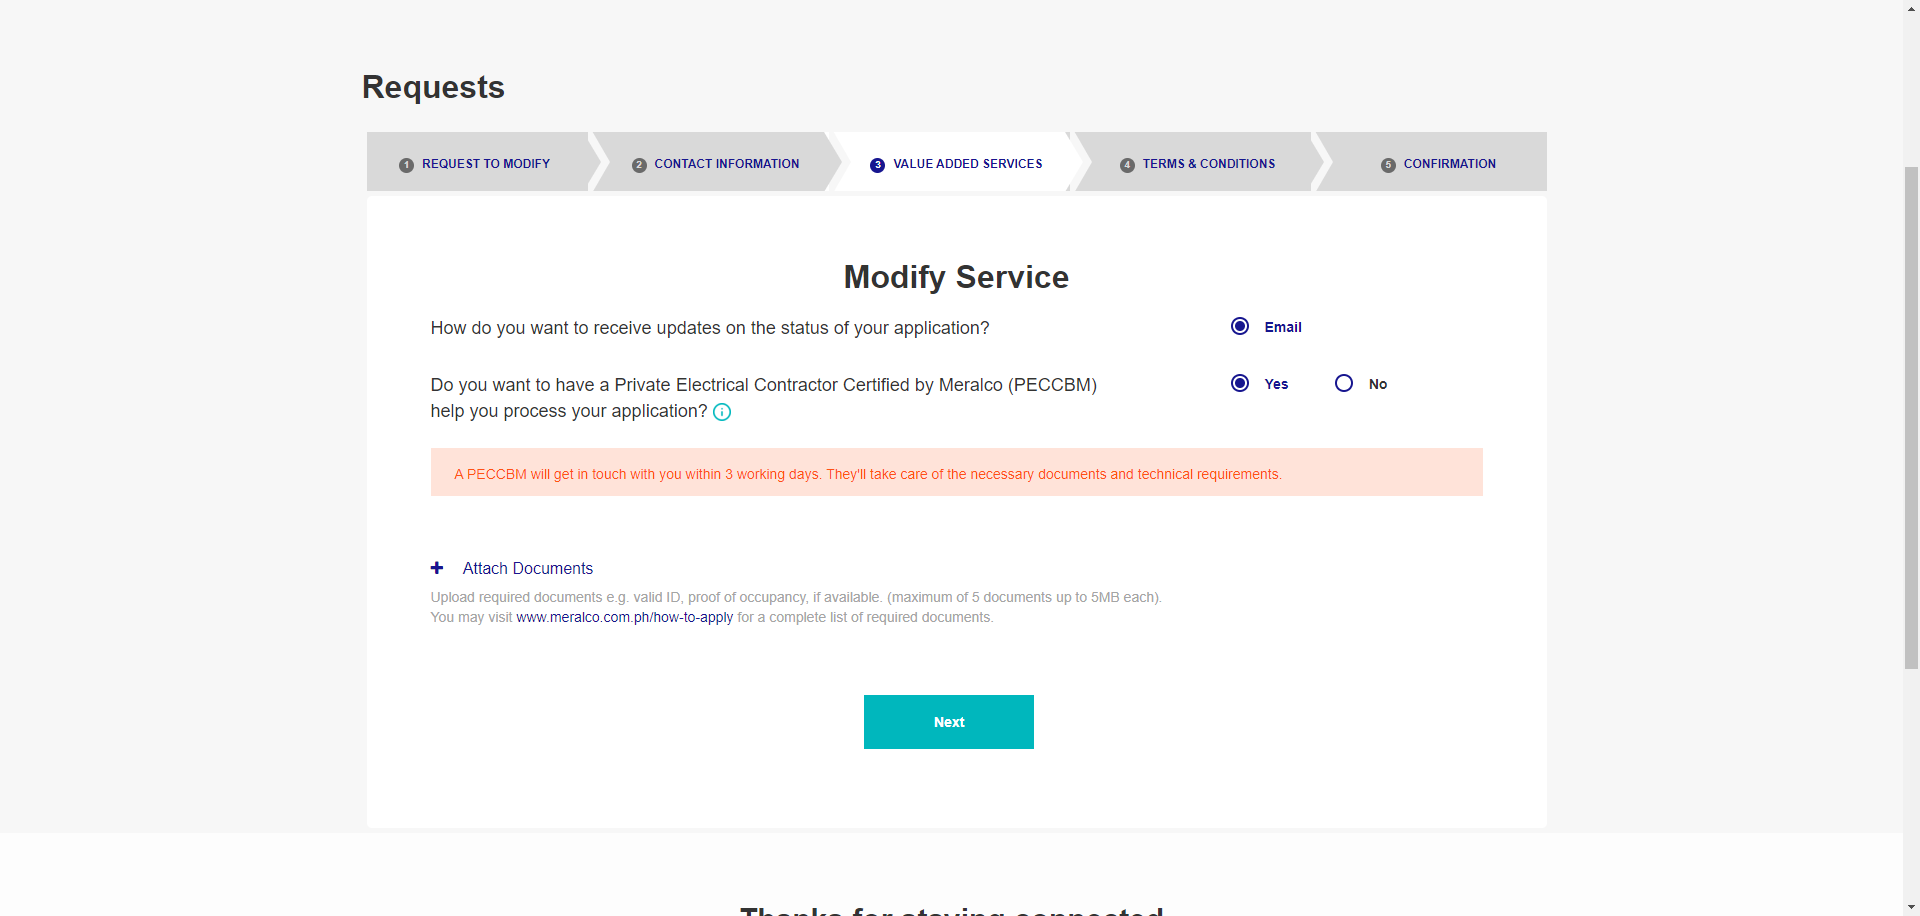 Requests
1 REQUEST TO MODIFY
2 CONTACT INFORMATION
3 VALUE ADDED SERVICES
4 TERMS & CONDITIONS
5 CONFIRMATION
Modify Service
How do you want to receive updates on the status of your application?
Email
Do you want to have a Private Electrical Contractor Certified by Meralco (PECCBM)
help you process your application?
Yes
No
A PECCBM will get in touch with you within 3 working days. They'll take care of the necessary documents and technical requirements.
Attach Documents
Upload required documents e.g. valid ID, proof of occupancy, if available. (maximum of 5 documents up to 5MB each).
You may visit www.meralco.com.ph/how-to-apply for a complete list of required documents.
Next
Thanks for staying connected